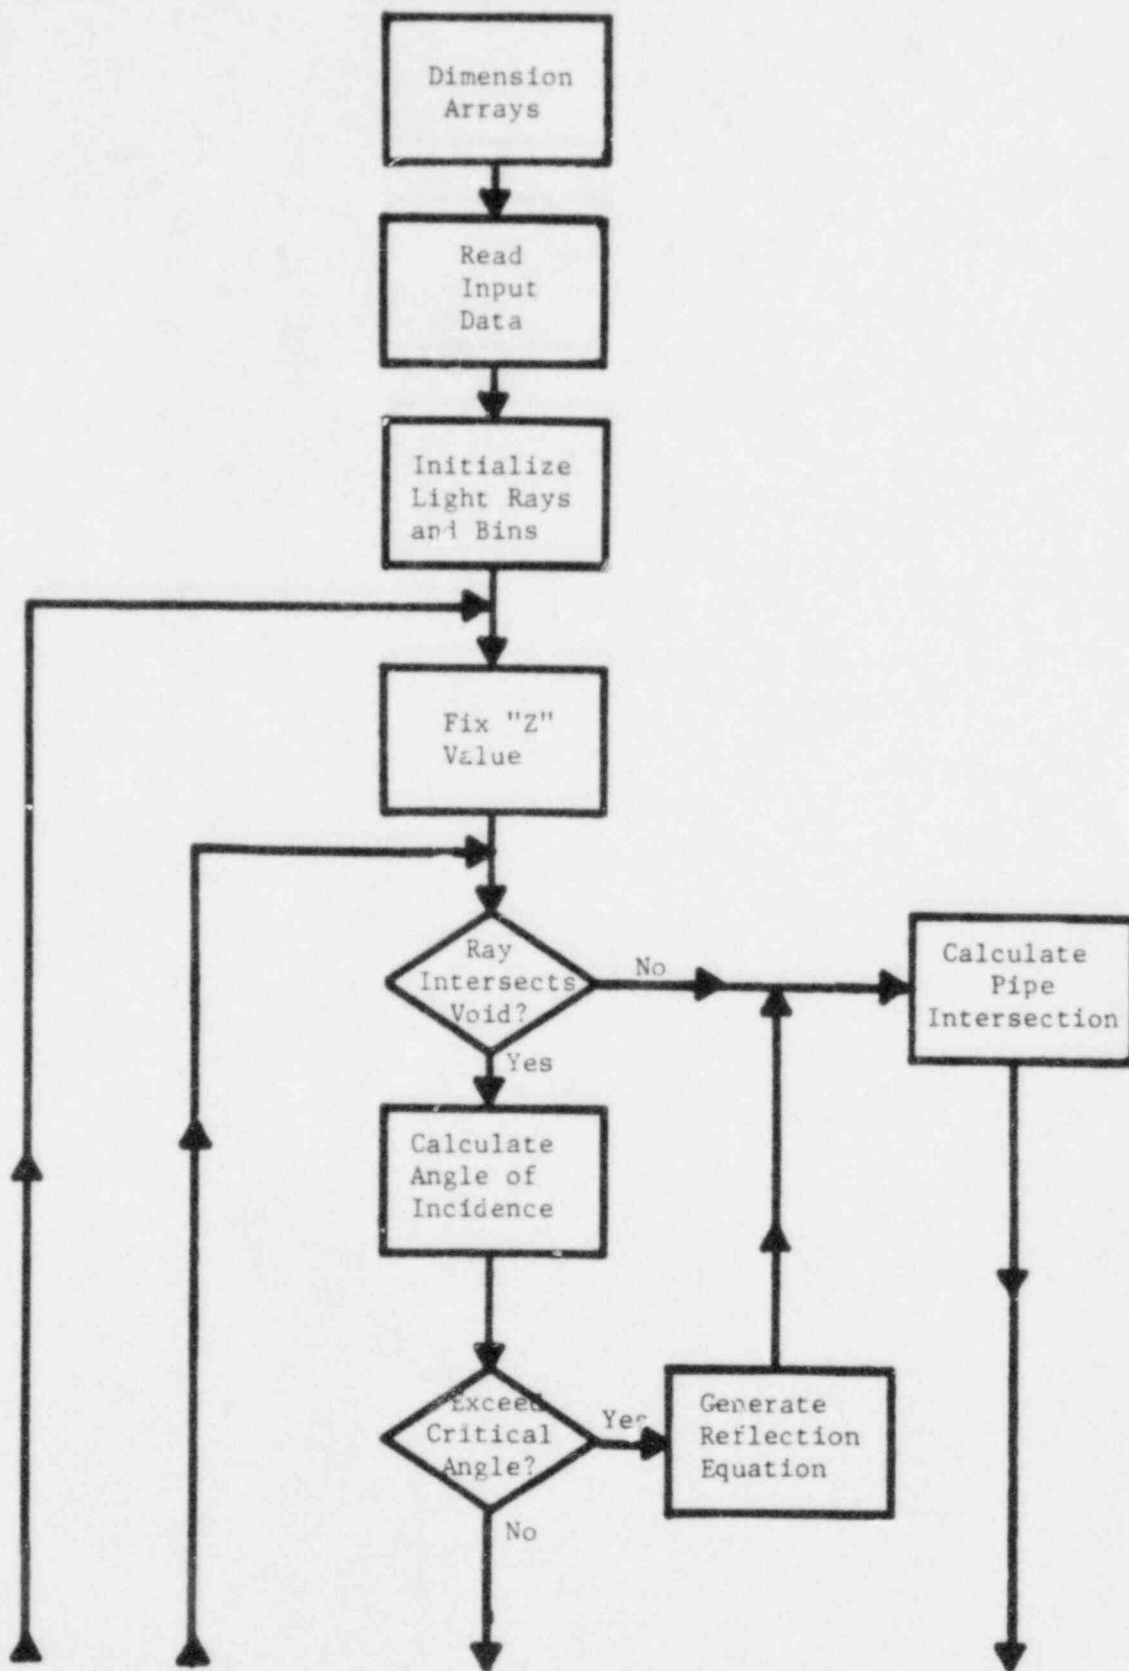 Dimension
Arrays
Read
Input
Data
Initialize
Light Rays
and Bins
Fix "Z"
Value
Ray
Intersects
Void?
No
Calculate
Pipe
Intersection
Yes
Calculate
Angle of
Incidence
Exceed
Critical
Angle?
Yes
Generate
Reflection
Equation
No